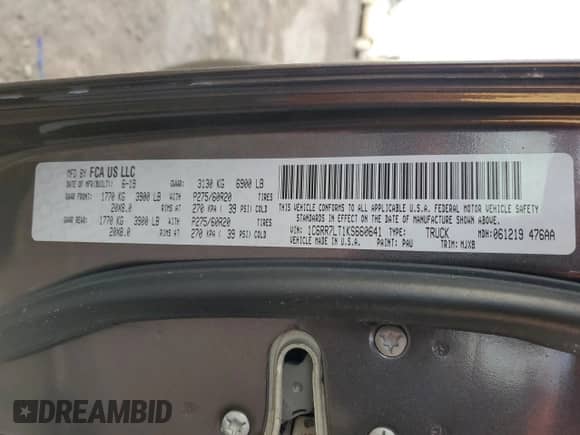 MFD BY FCA US LLC
DATE OF MFR(BUILT): 6-19 GVWR: 3130 KG 6900 LB
GAWR FRONT: 1770 KG 3900 LB WITH P275/60R20
20X8.0 RIMS AT 270 KPA ( 39 PSI) COLD
GAWR REAR: 1770 KG 3900 LB WITH P275/60R20
20X8.0 RIMS AT 270 KPA ( 39 PSI) COLD
THIS VEHICLE CONFORMS TO ALL APPLICABLE U.S.A. FEDERAL MOTOR VEHICLE SAFETY
STANDARDS IN EFFECT ON THE DATE OF MANUFACTURE SHOWN ABOVE.
VIN: 1C6RR7LT1KS660641 TYPE: TRUCK MDH: 061219 476AA
MADE IN U.S.A. PAINT: PAU TRIM: MJXB
DREAMBID